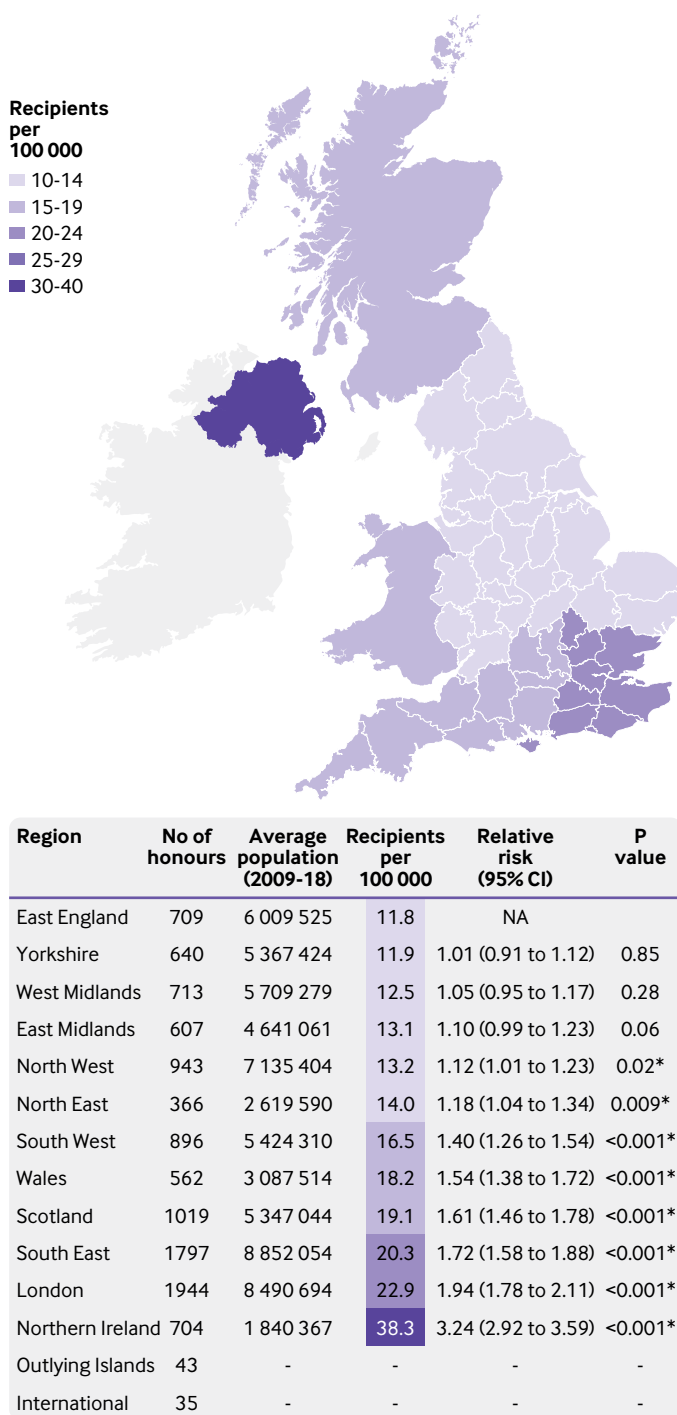 Recipients
per
100 000
10-14
15-19
20-24
25-29
30-40
Region No of honours Average population (2009-18) Recipients per 100 000 Relative risk (95% CI) P value
East England 709 6 009 525 11.8 NA
Yorkshire 640 5 367 424 11.9 1.01 (0.91 to 1.12) 0.85
West Midlands 713 5 709 279 12.5 1.05 (0.95 to 1.17) 0.28
East Midlands 607 4 641 061 13.1 1.10 (0.99 to 1.23) 0.06
North West 943 7 135 404 13.2 1.12 (1.01 to 1.23) 0.02*
North East 366 2 619 590 14.0 1.18 (1.04 to 1.34) 0.009*
South West 896 5 424 310 16.5 1.40 (1.26 to 1.54) <0.001*
Wales 562 3 087 514 18.2 1.54 (1.38 to 1.72) <0.001*
Scotland 1019 5 347 044 19.1 1.61 (1.46 to 1.78) <0.001*
South East 1797 8 852 054 20.3 1.72 (1.58 to 1.88) <0.001*
London 1944 8 490 694 22.9 1.94 (1.78 to 2.11) <0.001*
Northern Ireland 704 1 840 367 38.3 3.24 (2.92 to 3.59) <0.001*
Outlying Islands 43 - - - -
International 35 - - - -